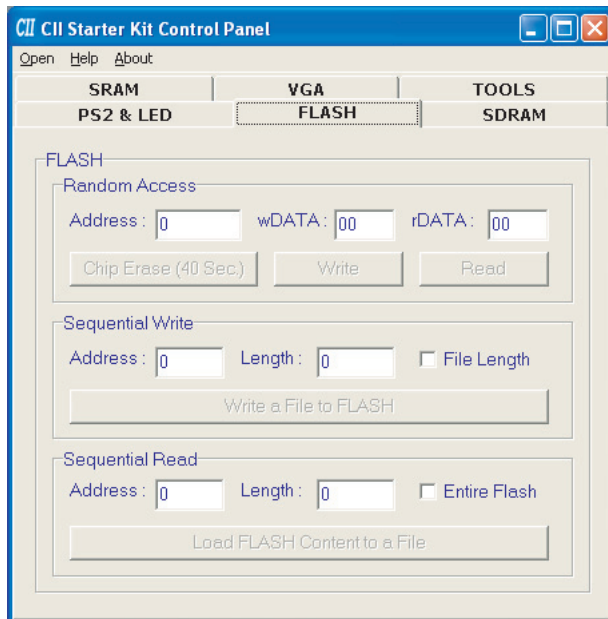 CII CII Starter Kit Control Panel
Open Help About
SRAM VGA TOOLS
PS2 & LED FLASH SDRAM
FLASH
Random Access
Address : 0 wDATA : 00 rDATA : 00
Chip Erase (40 Sec.) Write Read
Sequential Write
Address : 0 Length : 0 File Length
Write a File to FLASH
Sequential Read
Address : 0 Length : 0 Entire Flash
Load FLASH Content to a File